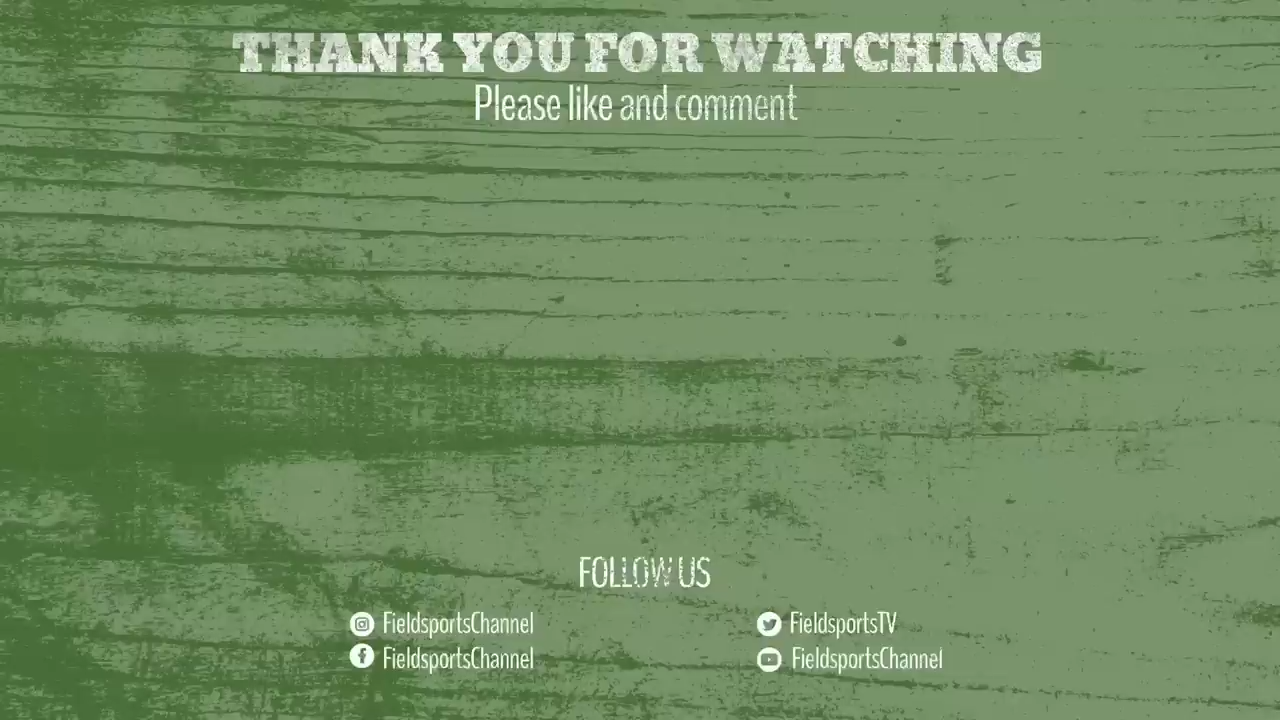 THANK YOU FOR WATCHING
Please like and comment
FOLLOW US
FieldsportsChannel
FieldsportsTV
FieldsportsChannel
FieldsportsChannel